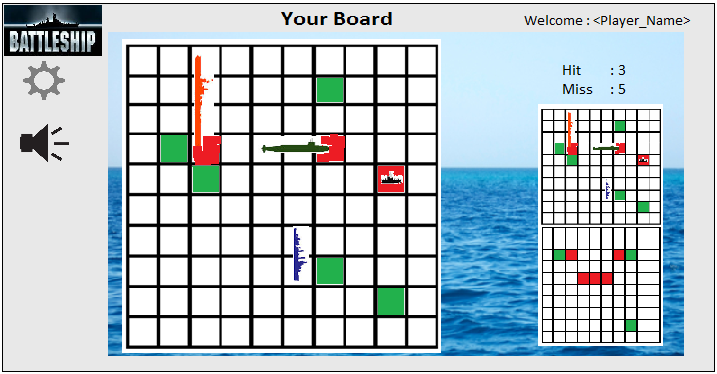 BATTLESHIP
Your Board
Welcome : <Player_Name>
Hit : 3
Miss : 5